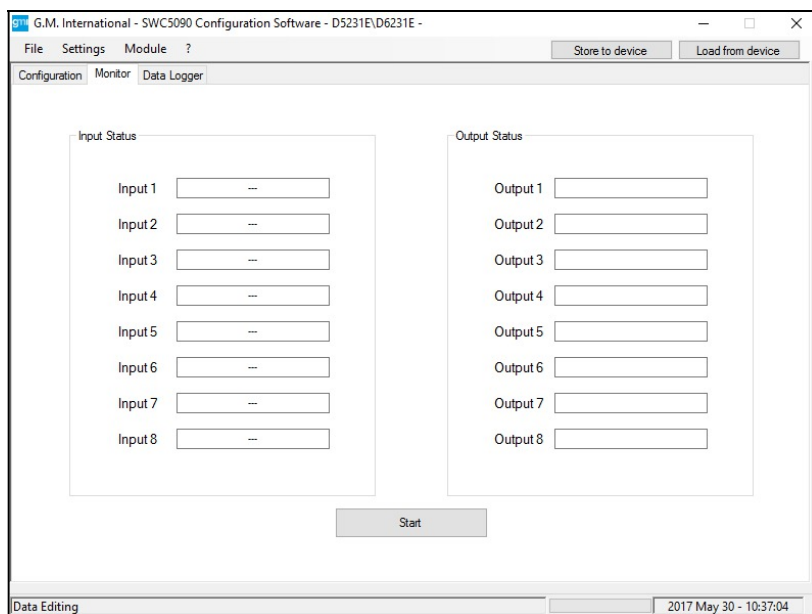 gmi G.M. International - SWC5090 Configuration Software - D5231E\D6231E -
File Settings Module ? Store to device Load from device
Configuration Monitor Data Logger
Input Status Output Status
Input 1 --- Output 1
Input 2 --- Output 2
Input 3 --- Output 3
Input 4 --- Output 4
Input 5 --- Output 5
Input 6 --- Output 6
Input 7 --- Output 7
Input 8 --- Output 8
Start
Data Editing 2017 May 30 - 10:37:04